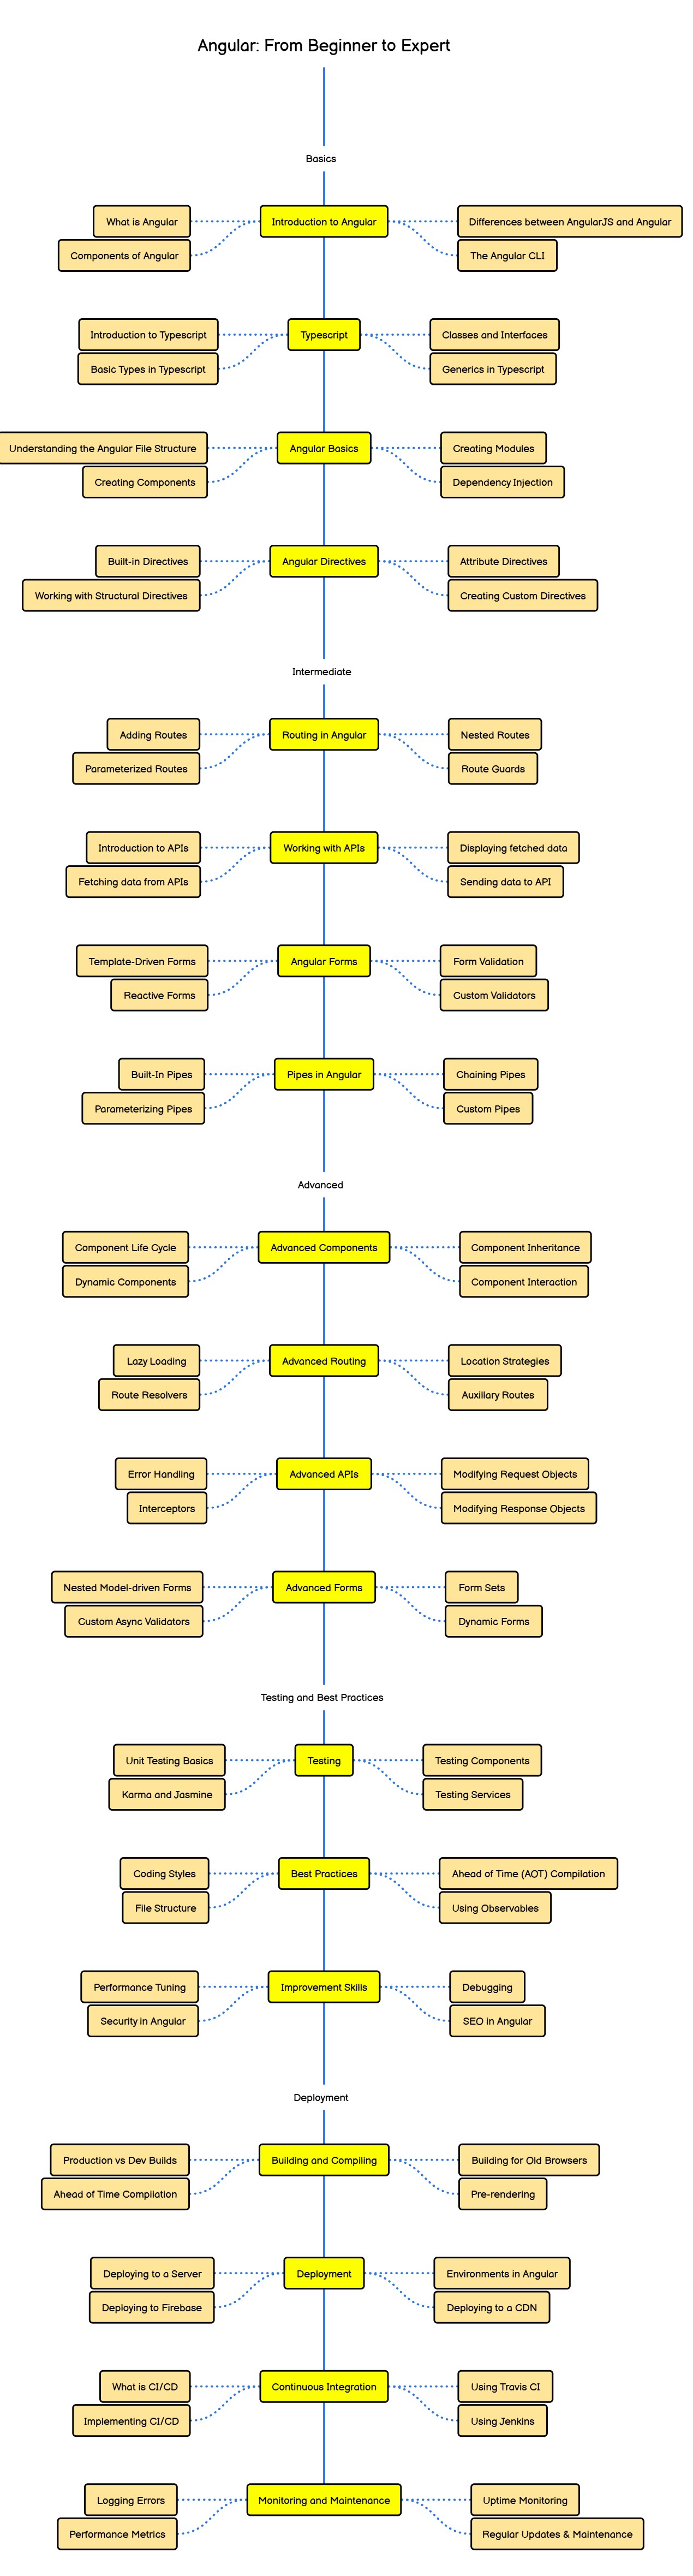 Angular: From Beginner to Expert
Basics
What is Angular
Introduction to Angular
Differences between AngularJS and Angular
Components of Angular
The Angular CLI
Introduction to Typescript
Typescript
Classes and Interfaces
Basic Types in Typescript
Generics in Typescript
Understanding the Angular File Structure
Angular Basics
Creating Modules
Creating Components
Dependency Injection
Built-in Directives
Angular Directives
Attribute Directives
Working with Structural Directives
Creating Custom Directives
Intermediate
Adding Routes
Routing in Angular
Nested Routes
Parameterized Routes
Route Guards
Introduction to APIs
Working with APIs
Displaying fetched data
Fetching data from APIs
Sending data to API
Template-Driven Forms
Angular Forms
Form Validation
Reactive Forms
Custom Validators
Built-In Pipes
Pipes in Angular
Chaining Pipes
Parameterizing Pipes
Custom Pipes
Advanced
Component Life Cycle
Advanced Components
Component Inheritance
Dynamic Components
Component Interaction
Lazy Loading
Advanced Routing
Location Strategies
Route Resolvers
Auxillary Routes
Error Handling
Advanced APIs
Modifying Request Objects
Interceptors
Modifying Response Objects
Nested Model-driven Forms
Advanced Forms
Form Sets
Custom Async Validators
Dynamic Forms
Testing and Best Practices
Unit Testing Basics
Testing
Testing Components
Karma and Jasmine
Testing Services
Coding Styles
Best Practices
Ahead of Time (AOT) Compilation
File Structure
Using Observables
Performance Tuning
Improvement Skills
Debugging
Security in Angular
SEO in Angular
Deployment
Production vs Dev Builds
Building and Compiling
Building for Old Browsers
Ahead of Time Compilation
Pre-rendering
Deploying to a Server
Deployment
Environments in Angular
Deploying to Firebase
Deploying to a CDN
What is CI/CD
Continuous Integration
Using Travis CI
Implementing CI/CD
Using Jenkins
Logging Errors
Monitoring and Maintenance
Uptime Monitoring
Performance Metrics
Regular Updates & Maintenance